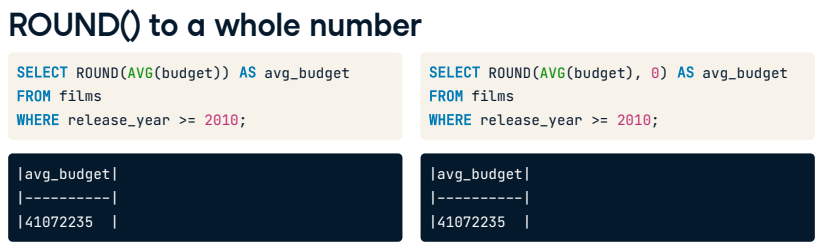 ROUND() to a whole number
SELECT ROUND(AVG(budget)) AS avg_budget
FROM films
WHERE release_year >= 2010;
|avg_budget|
|----------|
|41072235  |
SELECT ROUND(AVG(budget), 0) AS avg_budget
FROM films
WHERE release_year >= 2010;
|avg_budget|
|----------|
|41072235  |